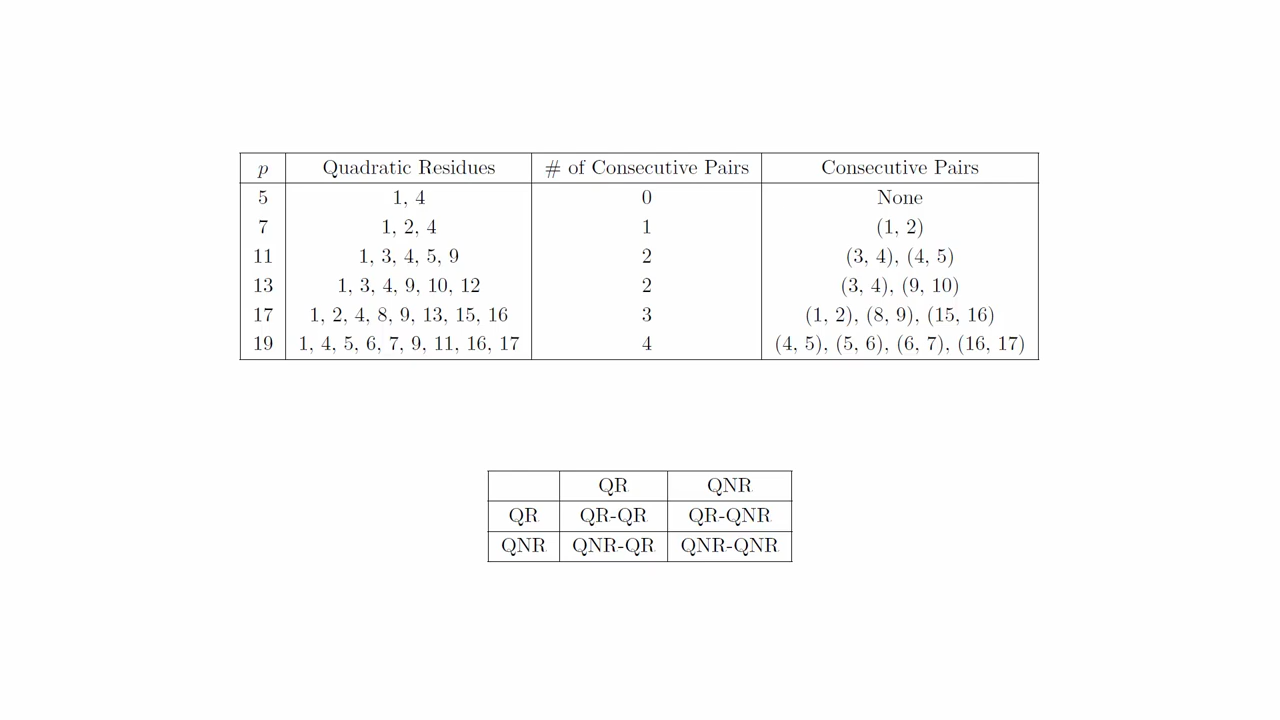 p Quadratic Residues # of Consecutive Pairs Consecutive Pairs
5 1, 4 0 None
7 1, 2, 4 1 (1, 2)
11 1, 3, 4, 5, 9 2 (3, 4), (4, 5)
13 1, 3, 4, 9, 10, 12 2 (3, 4), (9, 10)
17 1, 2, 4, 8, 9, 13, 15, 16 3 (1, 2), (8, 9), (15, 16)
19 1, 4, 5, 6, 7, 9, 11, 16, 17 4 (4, 5), (5, 6), (6, 7), (16, 17)
QR QNR
QR QR-QR QR-QNR
QNR QNR-QR QNR-QNR